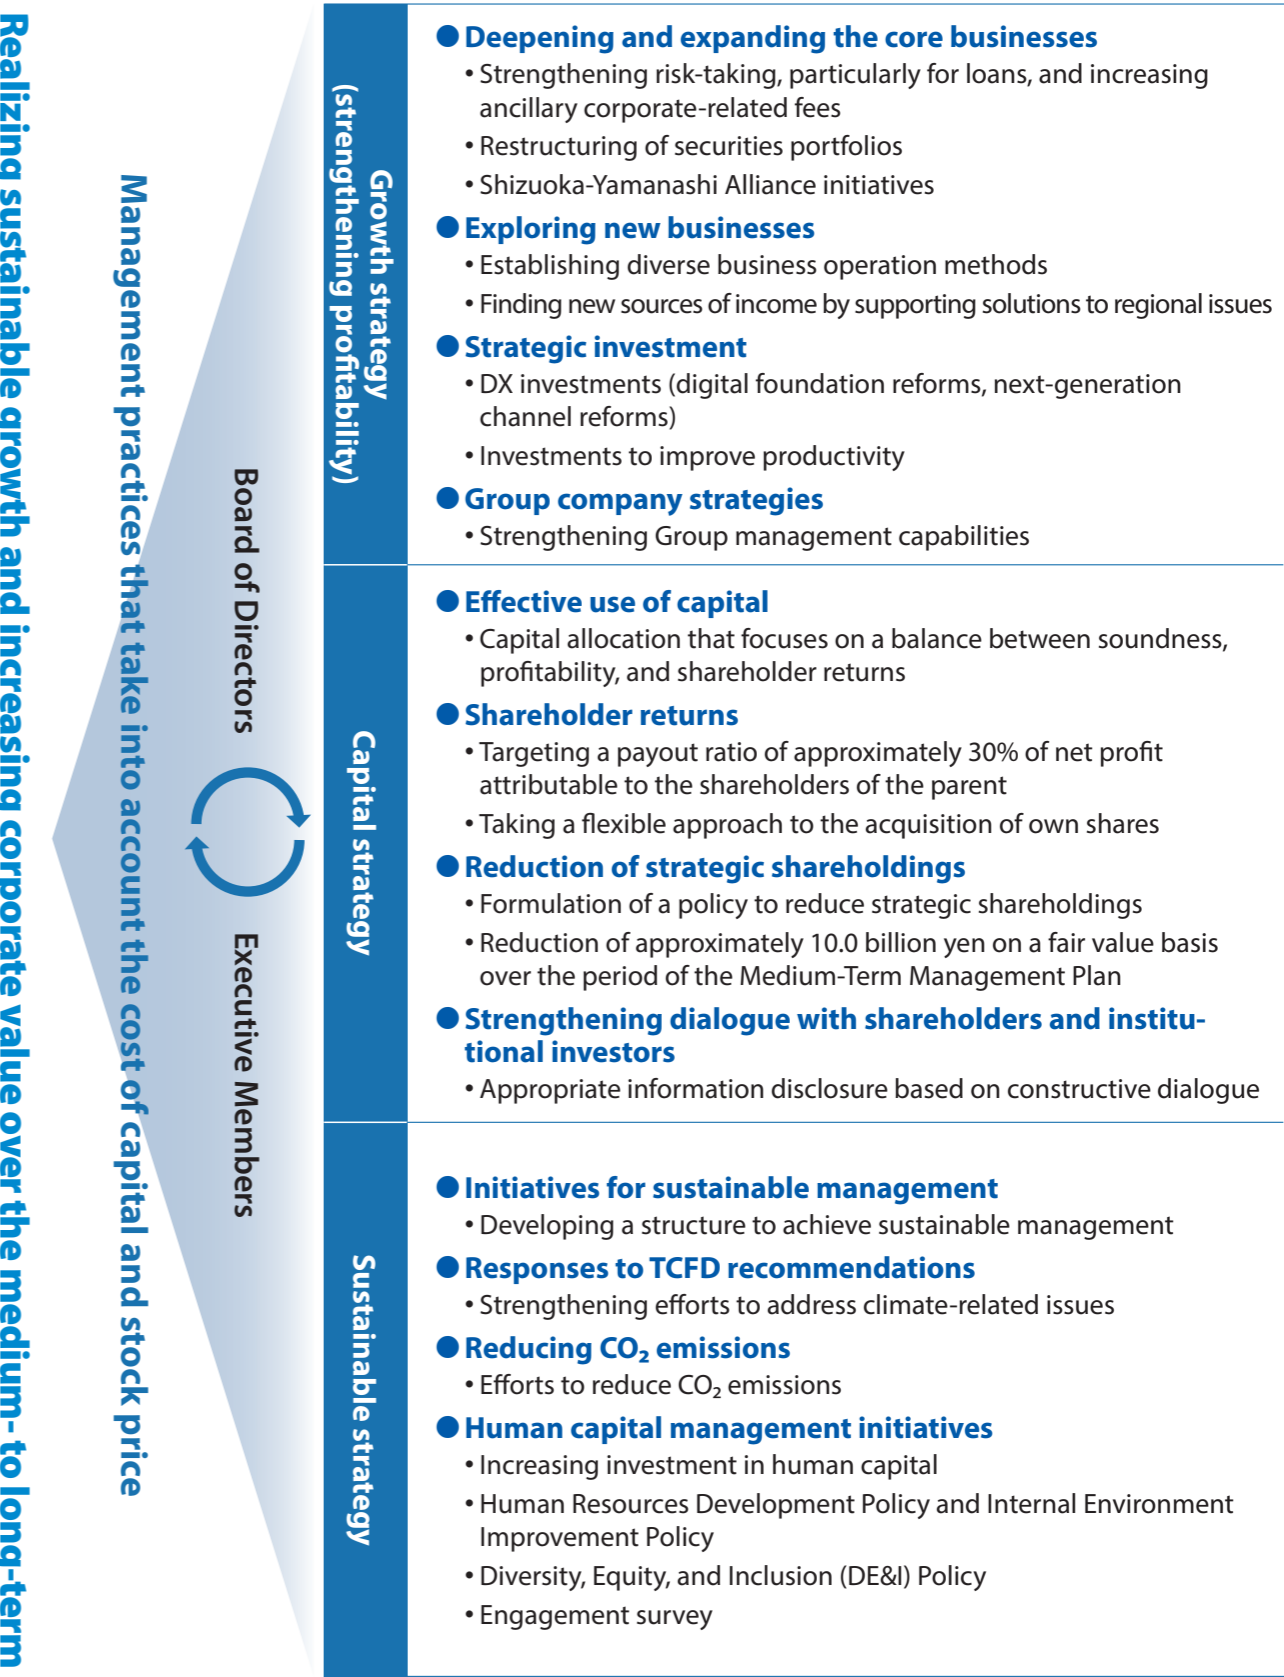 Realizing sustainable growth and increasing corporate value over the medium- to long-term
Management practices that take into account the cost of capital and stock price
Board of Directors
Executive Members
Growth strategy
(strengthening profitability)
● Deepening and expanding the core businesses
• Strengthening risk-taking, particularly for loans, and increasing
ancillary corporate-related fees
• Restructuring of securities portfolios
• Shizuoka-Yamanashi Alliance initiatives
● Exploring new businesses
• Establishing diverse business operation methods
• Finding new sources of income by supporting solutions to regional issues
● Strategic investment
• DX investments (digital foundation reforms, next-generation
channel reforms)
• Investments to improve productivity
● Group company strategies
• Strengthening Group management capabilities
Capital strategy
● Effective use of capital
• Capital allocation that focuses on a balance between soundness,
profitability, and shareholder returns
● Shareholder returns
• Targeting a payout ratio of approximately 30% of net profit
attributable to the shareholders of the parent
• Taking a flexible approach to the acquisition of own shares
● Reduction of strategic shareholdings
• Formulation of a policy to reduce strategic shareholdings
• Reduction of approximately 10.0 billion yen on a fair value basis
over the period of the Medium-Term Management Plan
● Strengthening dialogue with shareholders and institu-
tional investors
• Appropriate information disclosure based on constructive dialogue
Sustainable strategy
● Initiatives for sustainable management
• Developing a structure to achieve sustainable management
● Responses to TCFD recommendations
• Strengthening efforts to address climate-related issues
● Reducing CO₂ emissions
• Efforts to reduce CO₂ emissions
● Human capital management initiatives
• Increasing investment in human capital
• Human Resources Development Policy and Internal Environment
Improvement Policy
• Diversity, Equity, and Inclusion (DE&I) Policy
• Engagement survey